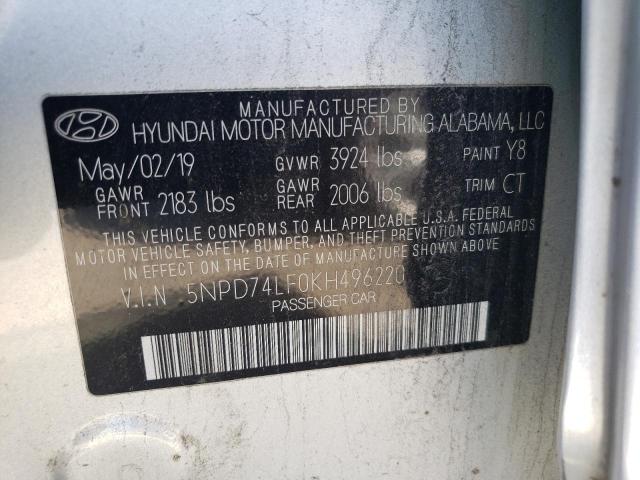 MANUFACTURED BY
HYUNDAI MOTOR MANUFACTURING ALABAMA, LLC
May/02/19 GVWR 3924 lbs PAINT Y8
GAWR FRONT 2183 lbs GAWR REAR 2006 lbs TRIM CT
THIS VEHICLE CONFORMS TO ALL APPLICABLE U.S.A. FEDERAL
MOTOR VEHICLE SAFETY, BUMPER, AND THEFT PREVENTION STANDARDS
IN EFFECT ON THE DATE OF MANUFACTURE SHOWN ABOVE
V.I.N 5NPD74LF0KH496220
PASSENGER CAR